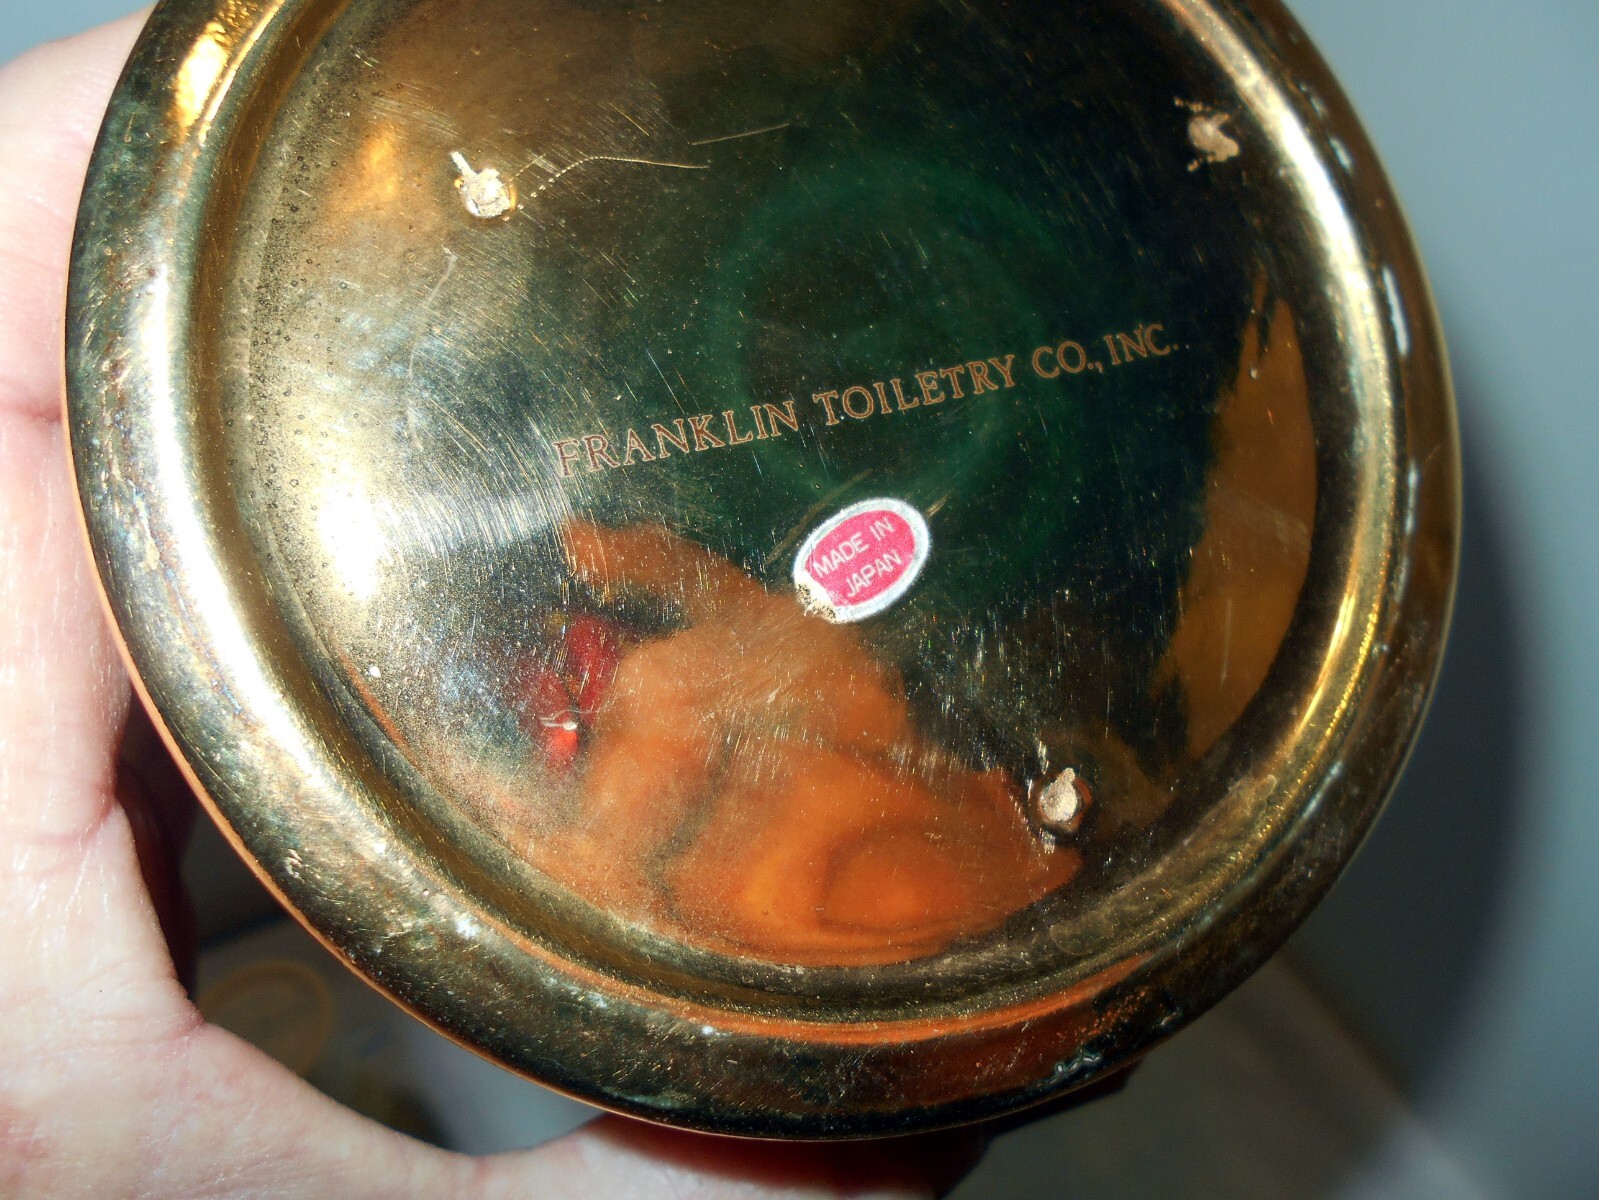 FRANKLIN TOILETRY CO., INC.
MADE IN
JAPAN